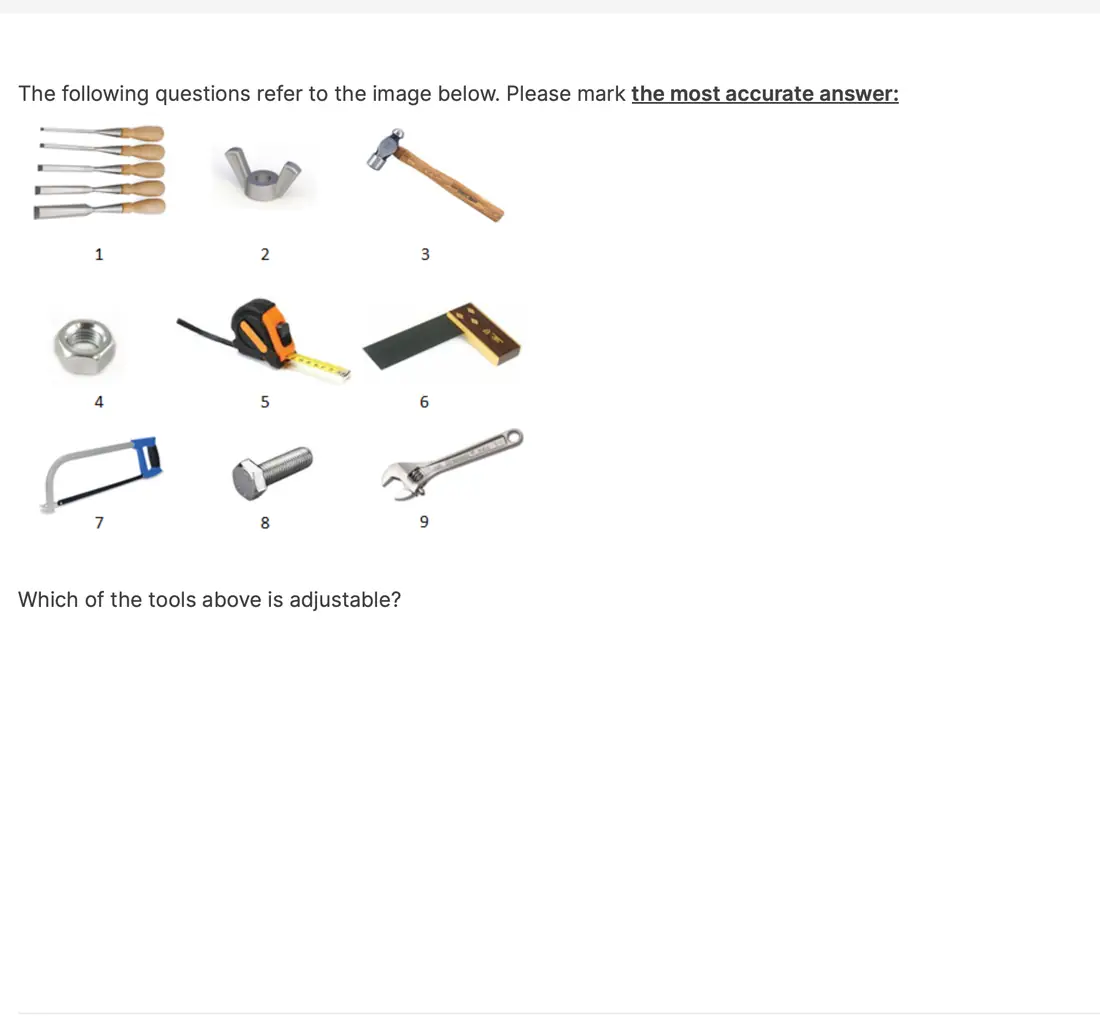 The following questions refer to the image below. Please mark the most accurate answer:
1 2 3
4 5 6
7 8 9
Which of the tools above is adjustable?